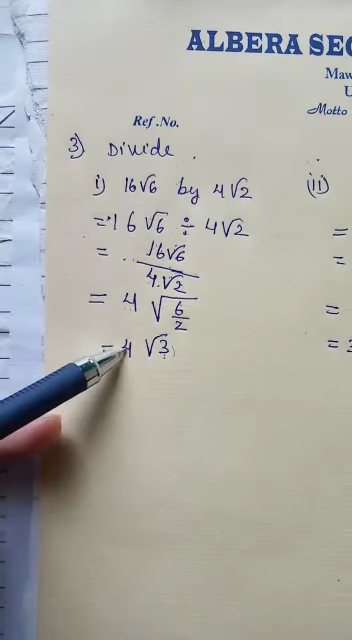 ALBERA SEC
Maw
U
Motto
Ref. No.
3) Divide.
i) 16√6 by 4√2
(ii)
= 16√6 ÷ 4√2
=
= 16√6 / 4√2
=
= 4 √6/2
=
= 4 √3
= 3